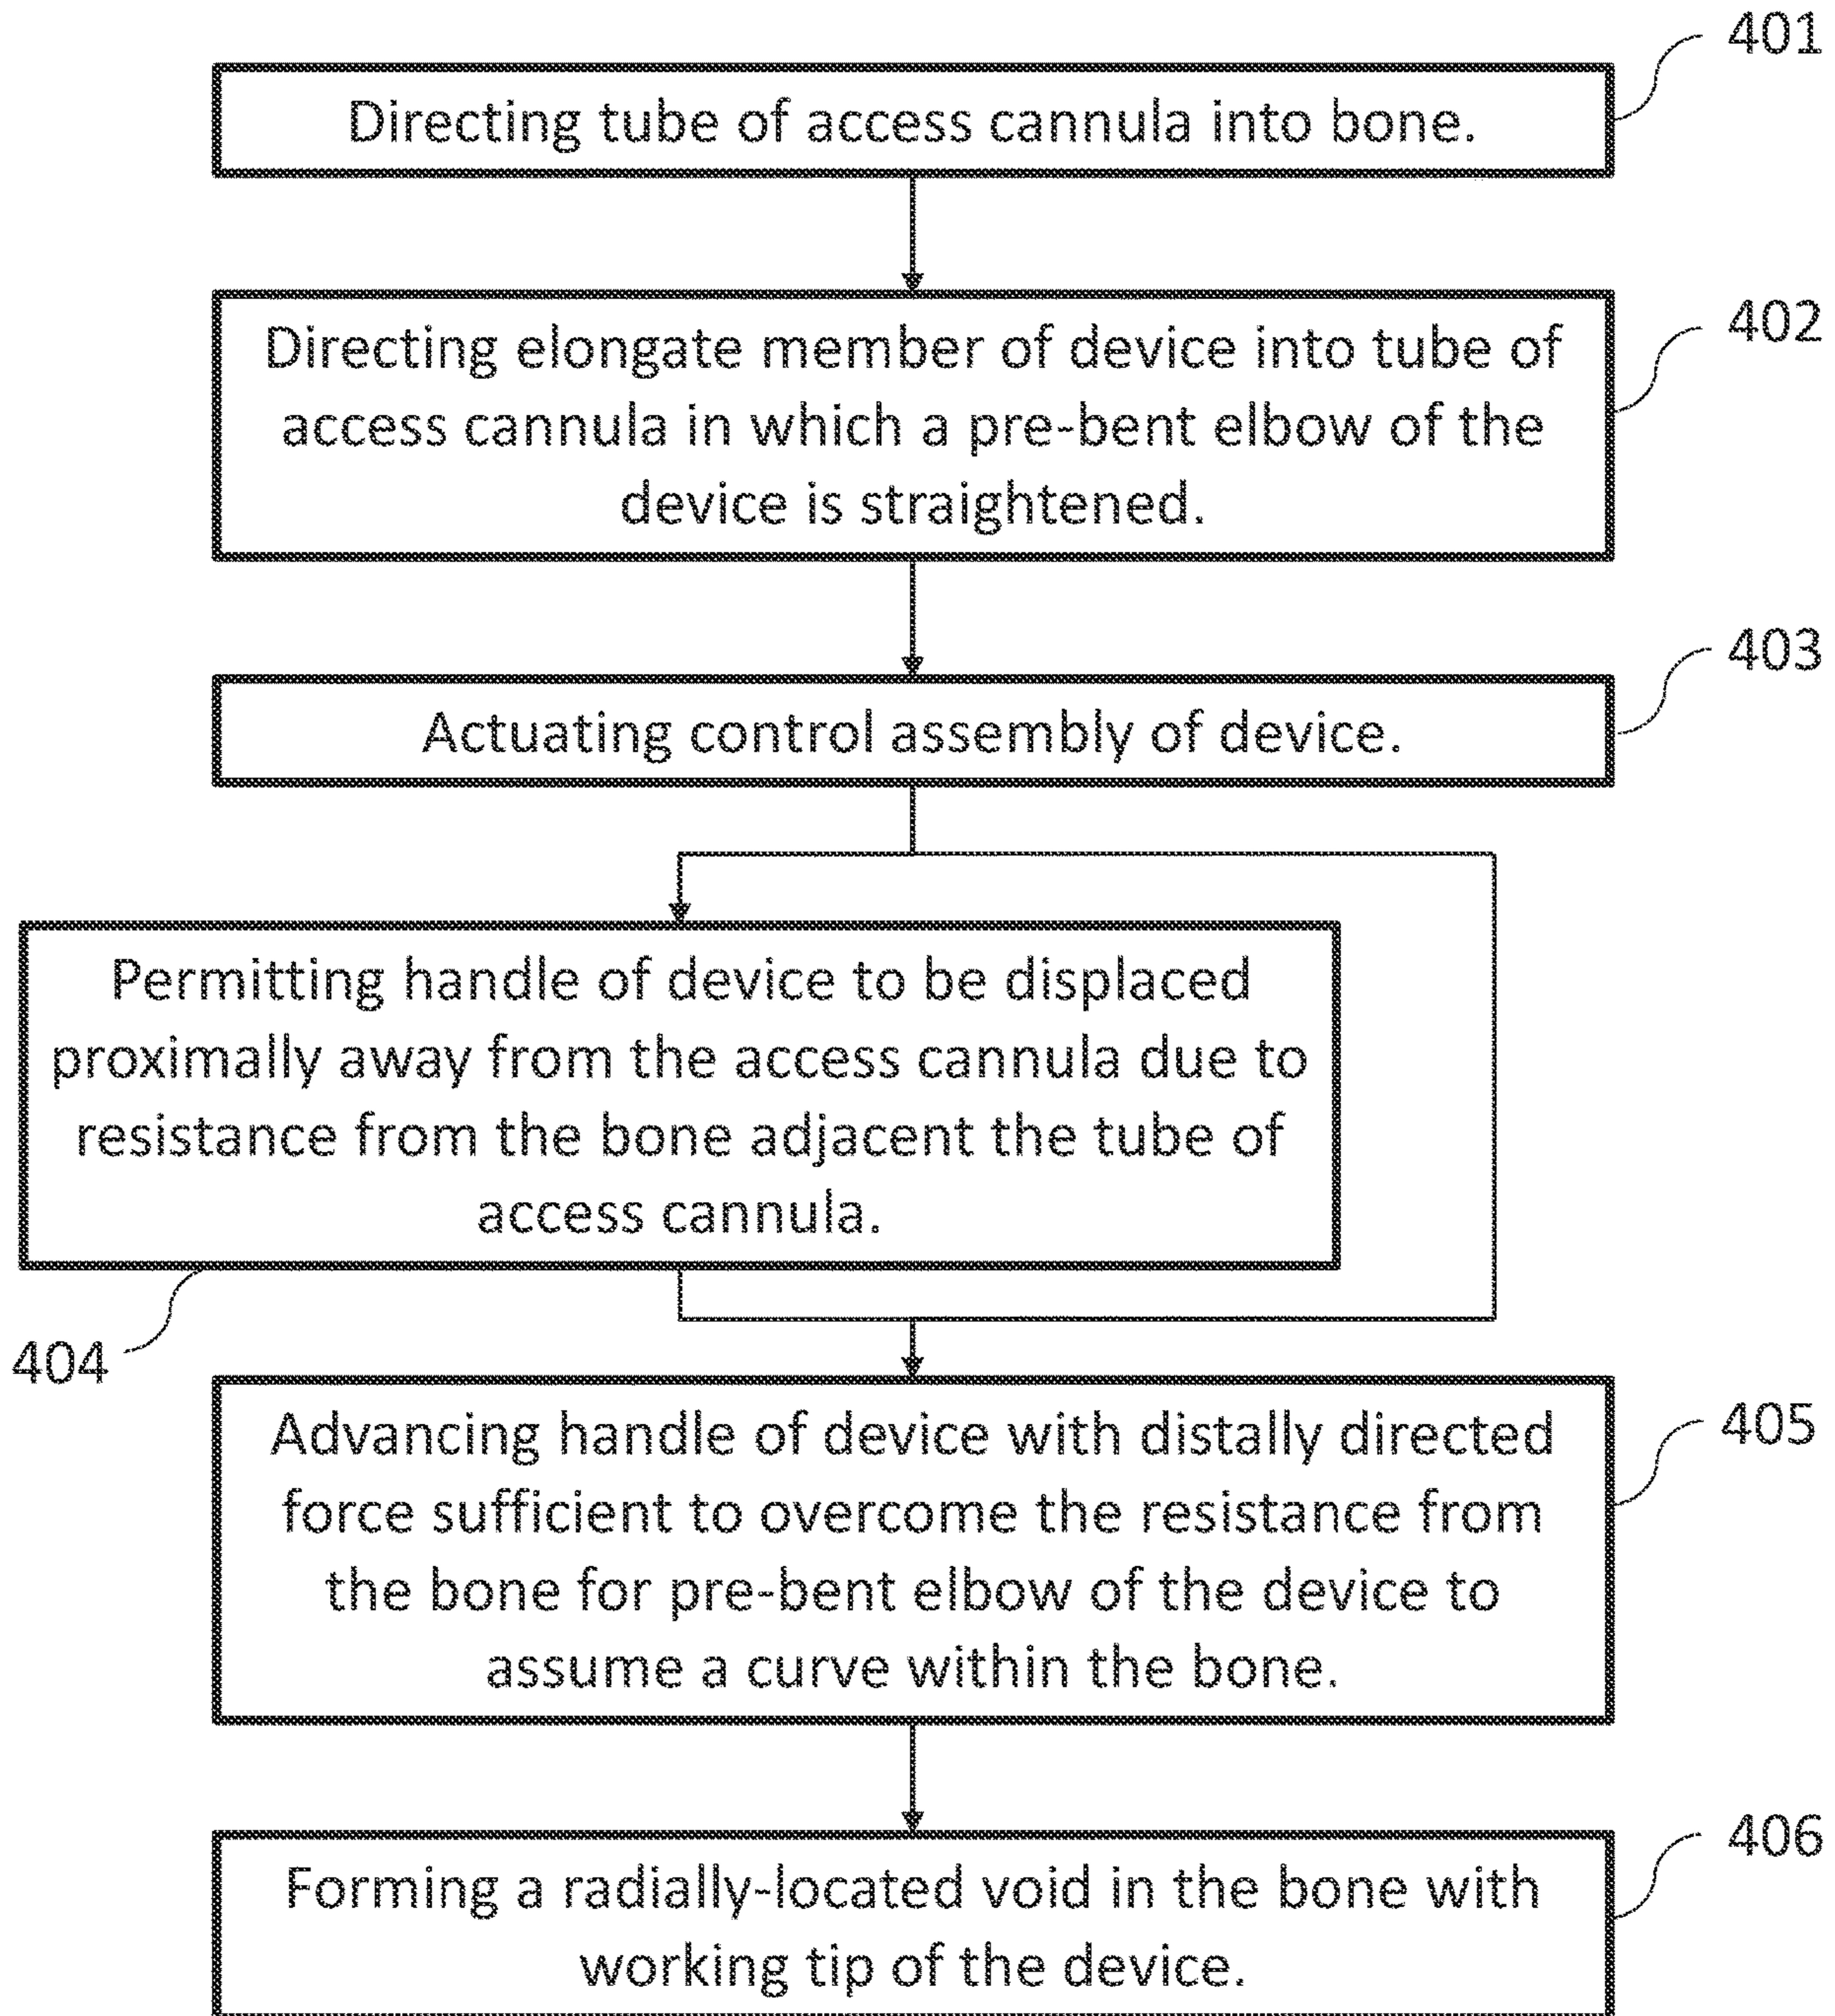 401
Directing tube of access cannula into bone.
402
Directing elongate member of device into tube of
access cannula in which a pre-bent elbow of the
device is straightened.
403
Actuating control assembly of device.
Permitting handle of device to be displaced
proximally away from the access cannula due to
resistance from the bone adjacent the tube of
access cannula.
404
Advancing handle of device with distally directed
405
force sufficient to overcome the resistance from
the bone for pre-bent elbow of the device to
assume a curve within the bone.
406
Forming a radially-located void in the bone with
working tip of the device.